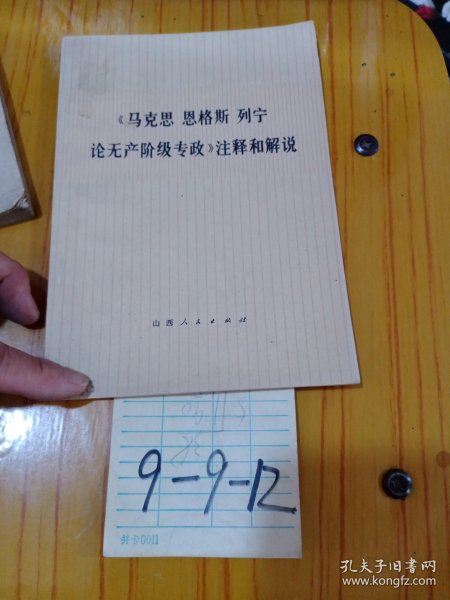 《马克思 恩格斯 列宁
论无产阶级专政》注释和解说
山西人民出版社
9-9-12
孔夫子旧书网
www.kongfz.com